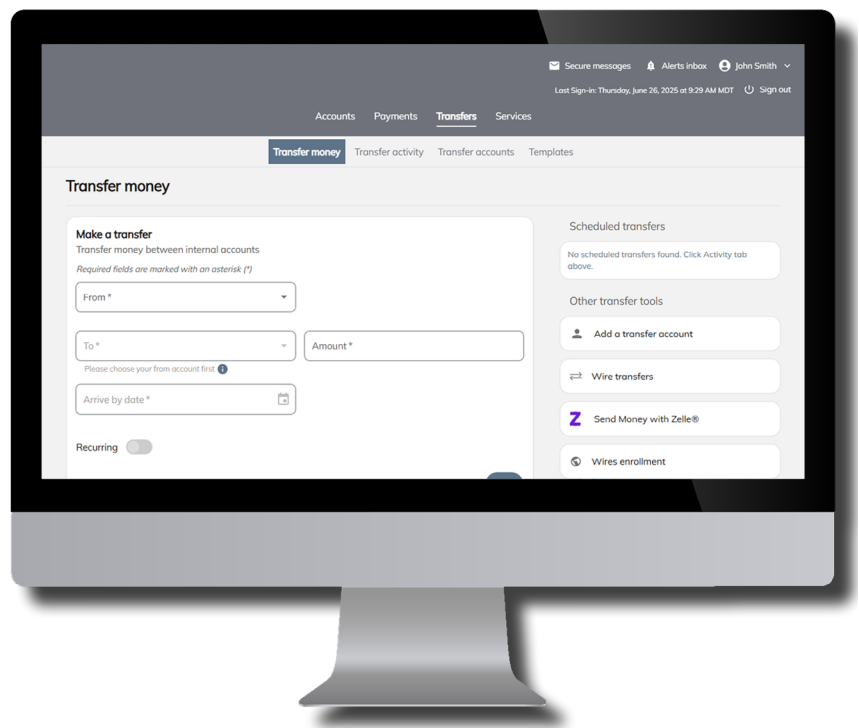 Secure messages Alerts inbox John Smith
Last Sign-in: Thursday, June 26, 2025 at 9:29 AM MDT Sign out
Accounts Payments Transfers Services
Transfer money Transfer activity Transfer accounts Templates
Transfer money
Make a transfer
Transfer money between internal accounts
Required fields are marked with an asterisk (*)
From *
To *
Amount *
Please choose your from account first
Arrive by date *
Recurring
Scheduled transfers
No scheduled transfers found. Click Activity tab
above.
Other transfer tools
Add a transfer account
Wire transfers
Z Send Money with Zelle®
Wires enrollment